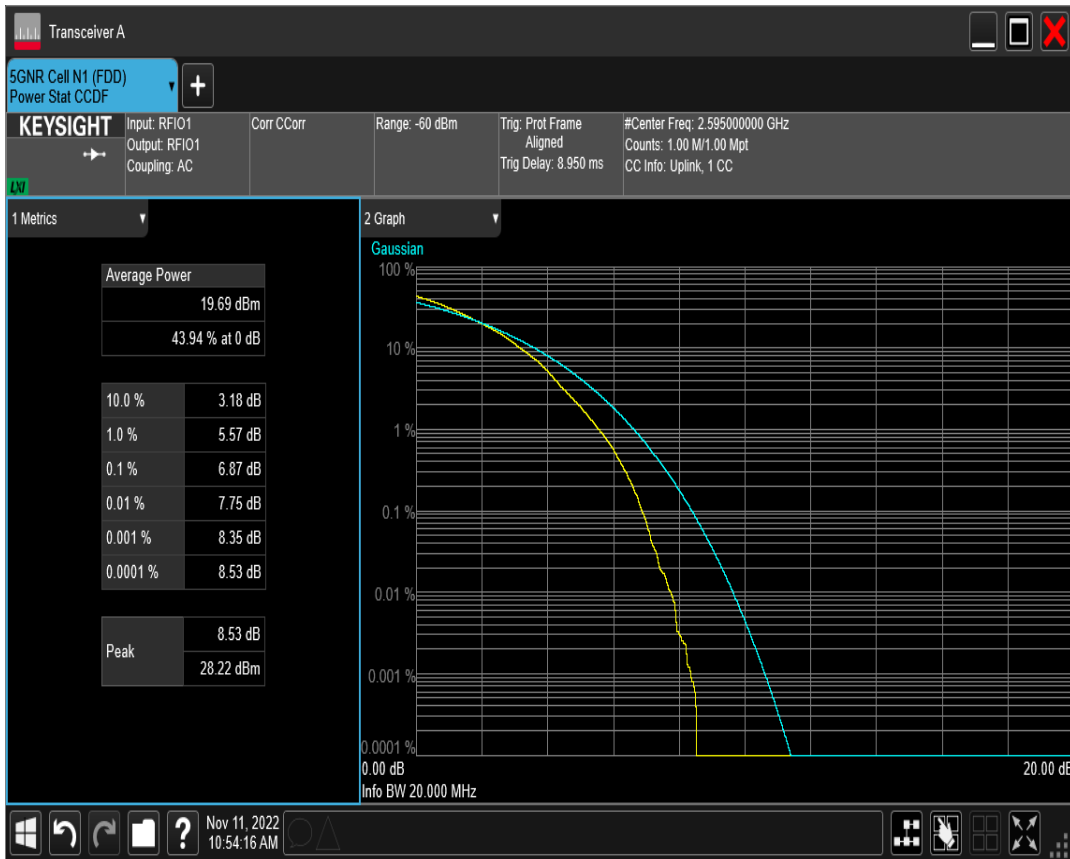 Transceiver A
5GNR Cell N1 (FDD)
Power Stat CCDF
+
KEYSIGHT
LXI
Input: RFIO1
Output: RFIO1
Coupling: AC
Corr CCorr
Range: -60 dBm
Trig: Prot Frame
Aligned
Trig Delay: 8.950 ms
#Center Freq: 2.595000000 GHz
Counts: 1.00 M/1.00 Mpt
CC Info: Uplink, 1 CC
1 Metrics
Average Power
19.69 dBm
43.94 % at 0 dB
10.0 % 3.18 dB
1.0 % 5.57 dB
0.1 % 6.87 dB
0.01 % 7.75 dB
0.001 % 8.35 dB
0.0001 % 8.53 dB
Peak
8.53 dB
28.22 dBm
2 Graph
Gaussian
100 %
10 %
1 %
0.1 %
0.01 %
0.001 %
0.0001 %
0.00 dB 20.00 dB
Info BW 20.000 MHz
?
Nov 11, 2022
10:54:16 AM